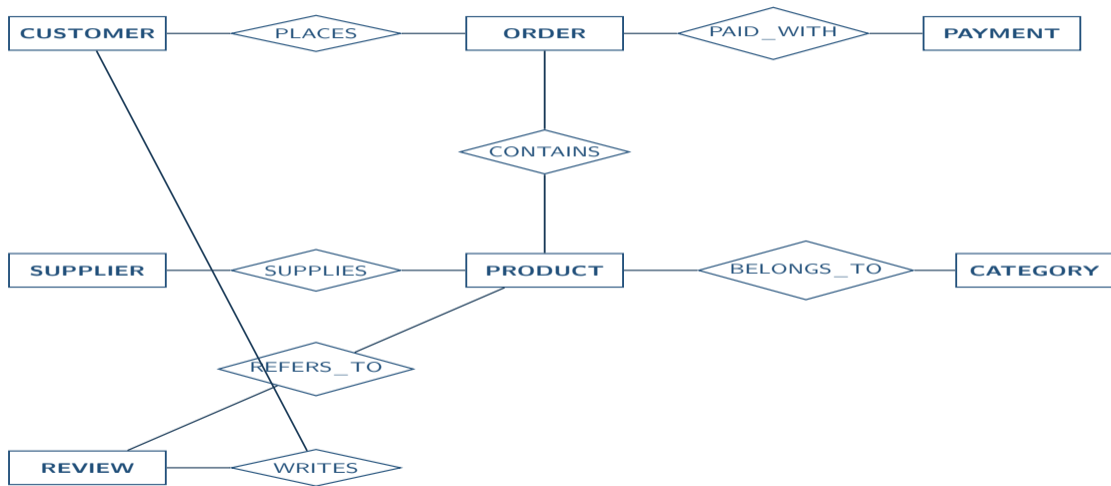 CUSTOMER
PLACES
ORDER
PAID_WITH
PAYMENT
CONTAINS
SUPPLIER
SUPPLIES
PRODUCT
BELONGS_TO
CATEGORY
REFERS_TO
REVIEW
WRITES